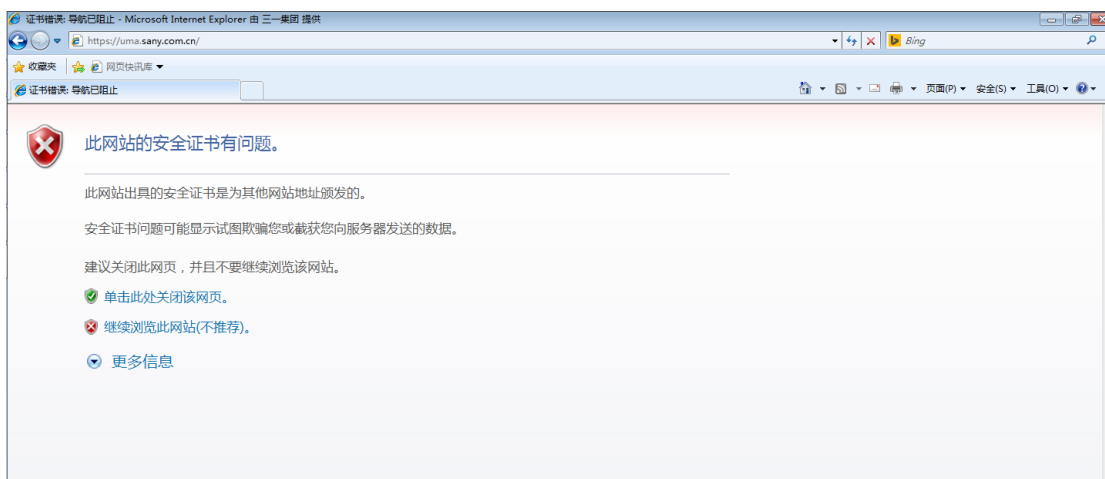 证书错误: 导航已阻止 - Microsoft Internet Explorer 由 三一集团 提供
https://uma.sany.com.cn/
Bing
收藏夹 网页快讯库
证书错误: 导航已阻止 页面(P) 安全(S) 工具(O)
此网站的安全证书有问题。
此网站出具的安全证书是为其他网站地址颁发的。
安全证书问题可能显示试图欺骗您或截获您向服务器发送的数据。
建议关闭此网页，并且不要继续浏览该网站。
单击此处关闭该网页。
继续浏览此网站(不推荐)。
更多信息